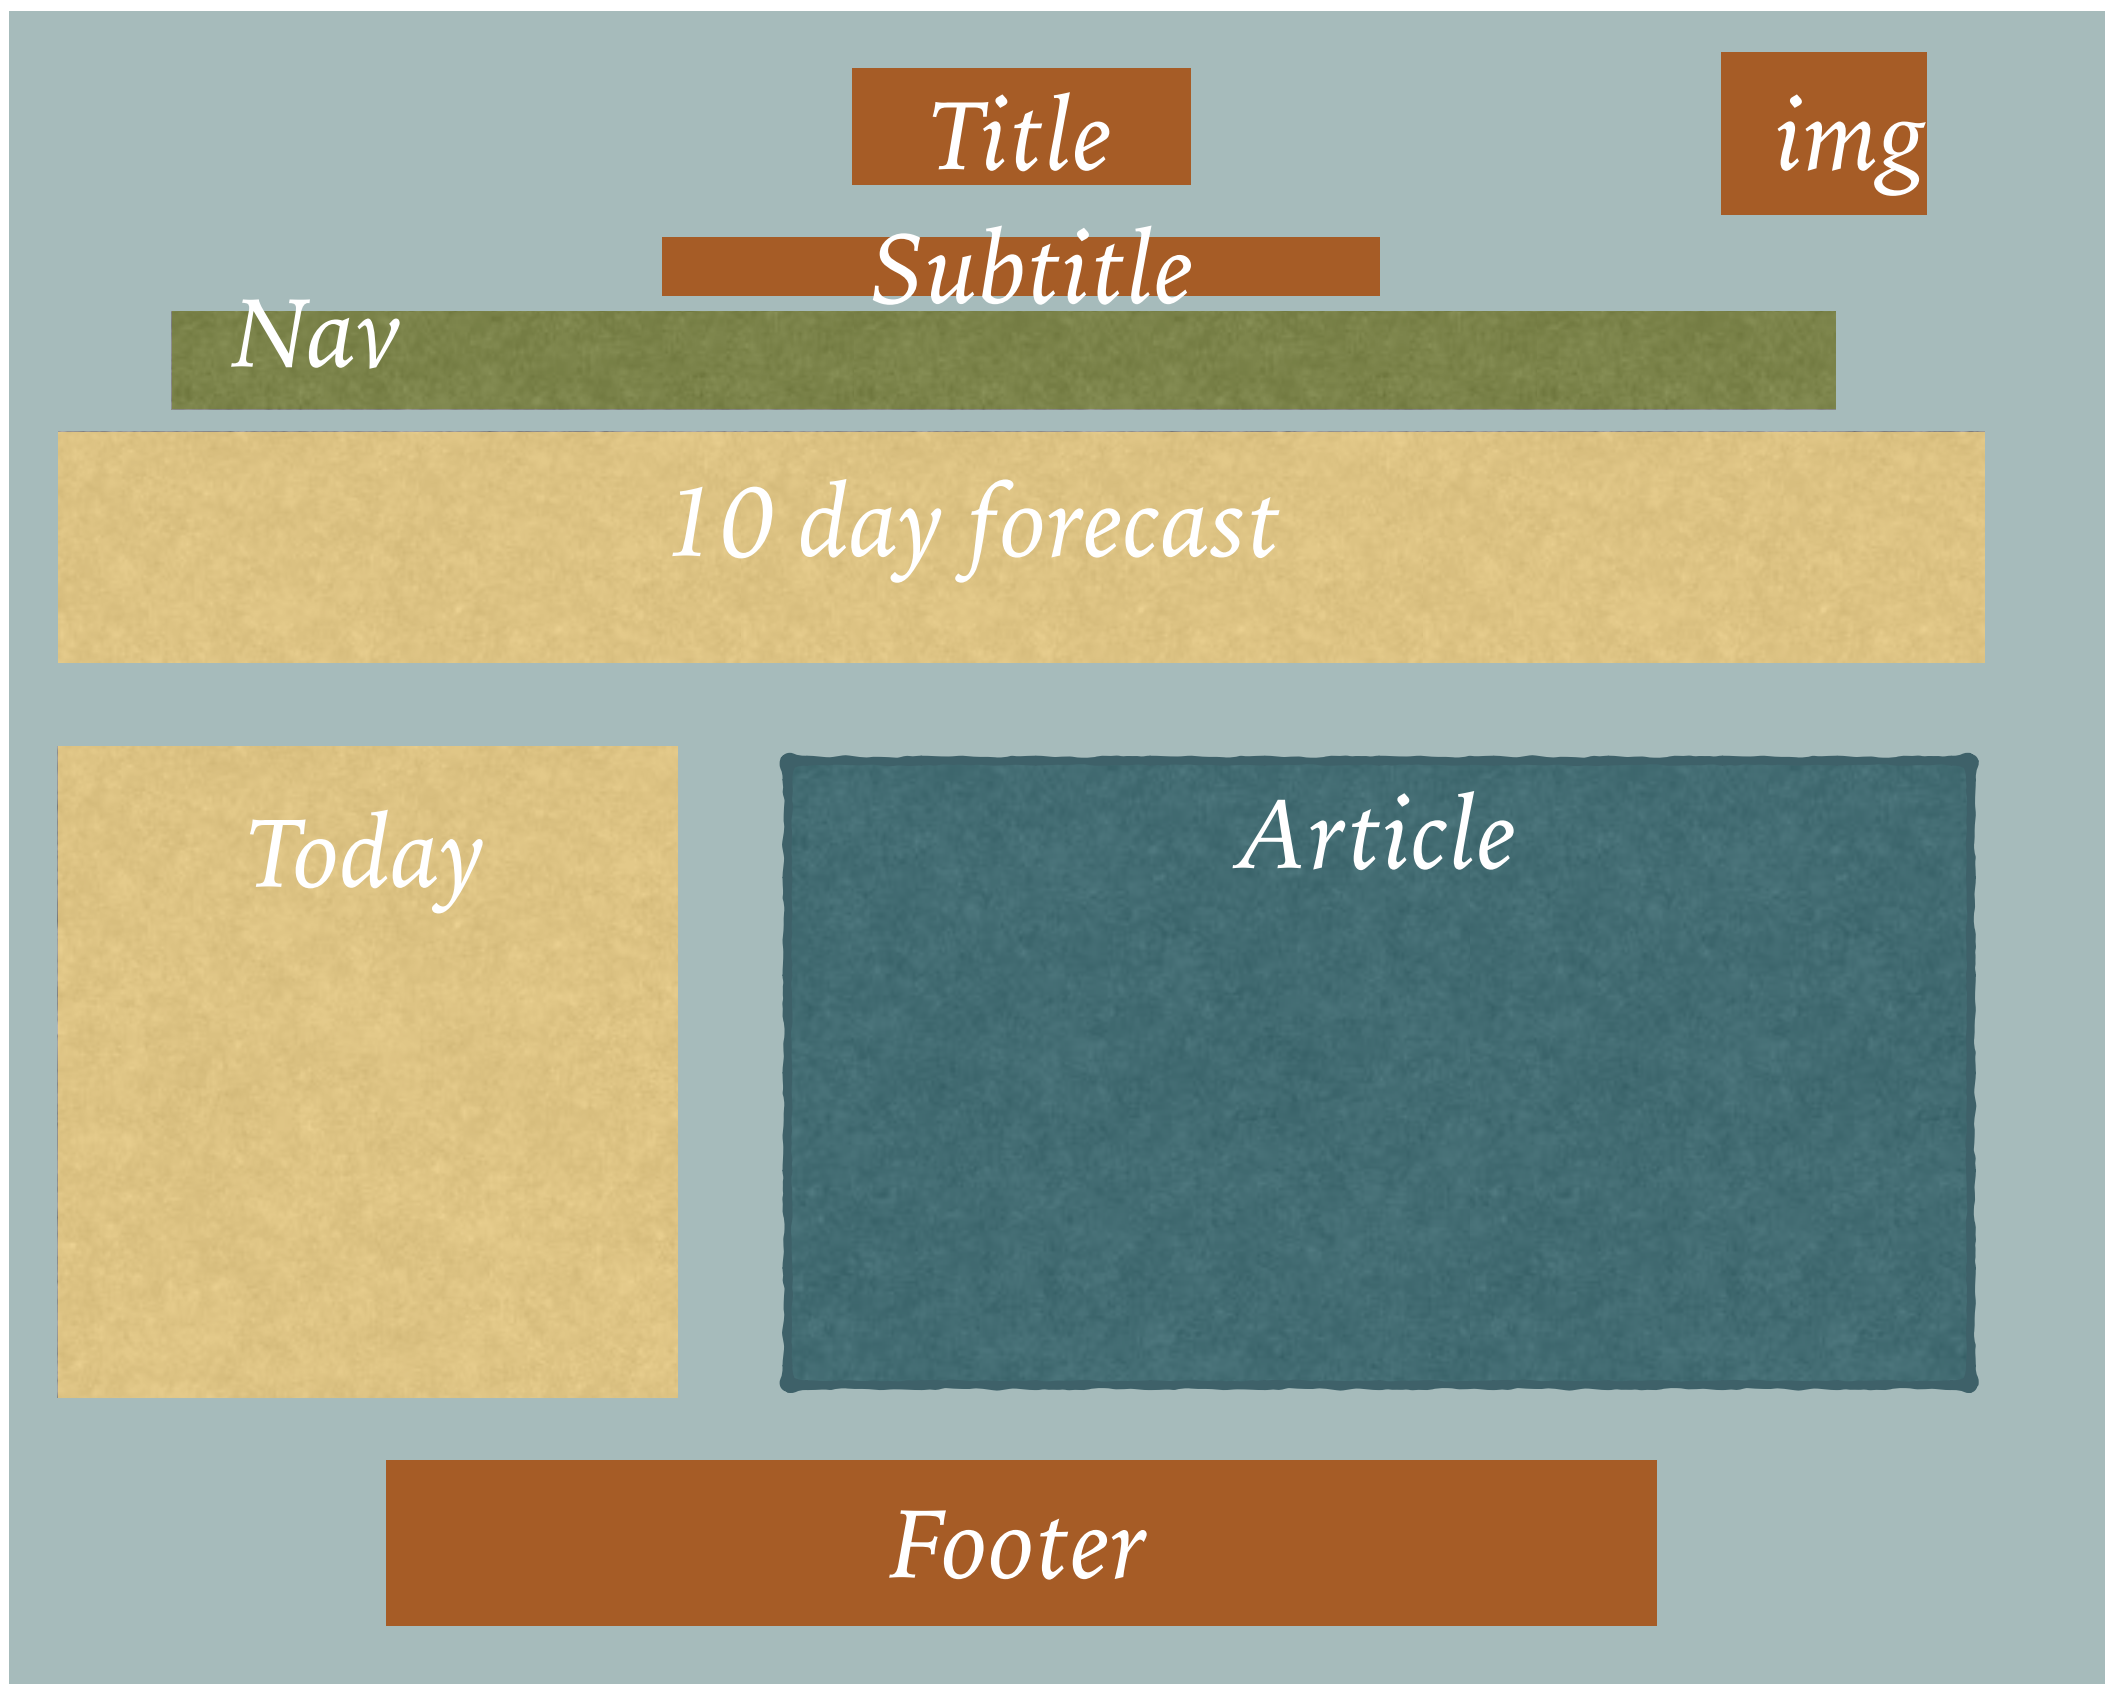 Title
img
Subtitle
Nav
10 day forecast
Today
Article
Footer